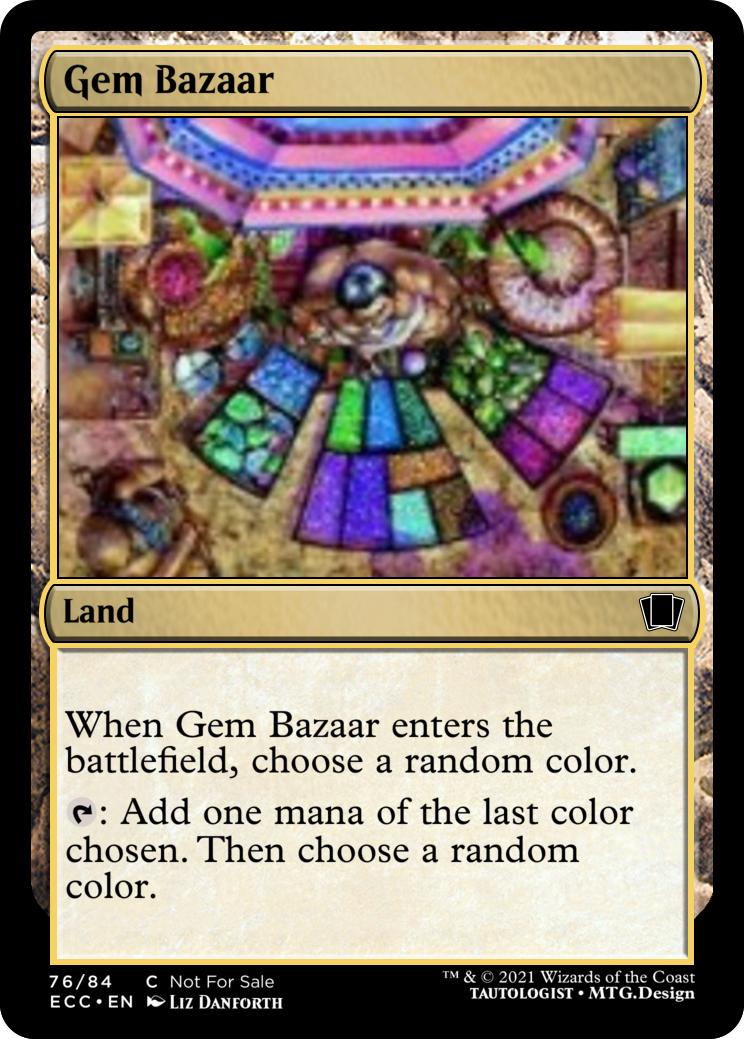 Gem Bazaar
Land
When Gem Bazaar enters the
battlefield, choose a random color.
: Add one mana of the last color
chosen. Then choose a random
color.
76/84 C Not For Sale
ECC • EN Liz Danforth
™ & © 2021 Wizards of the Coast
TAUTOLOGIST • MTG.Design